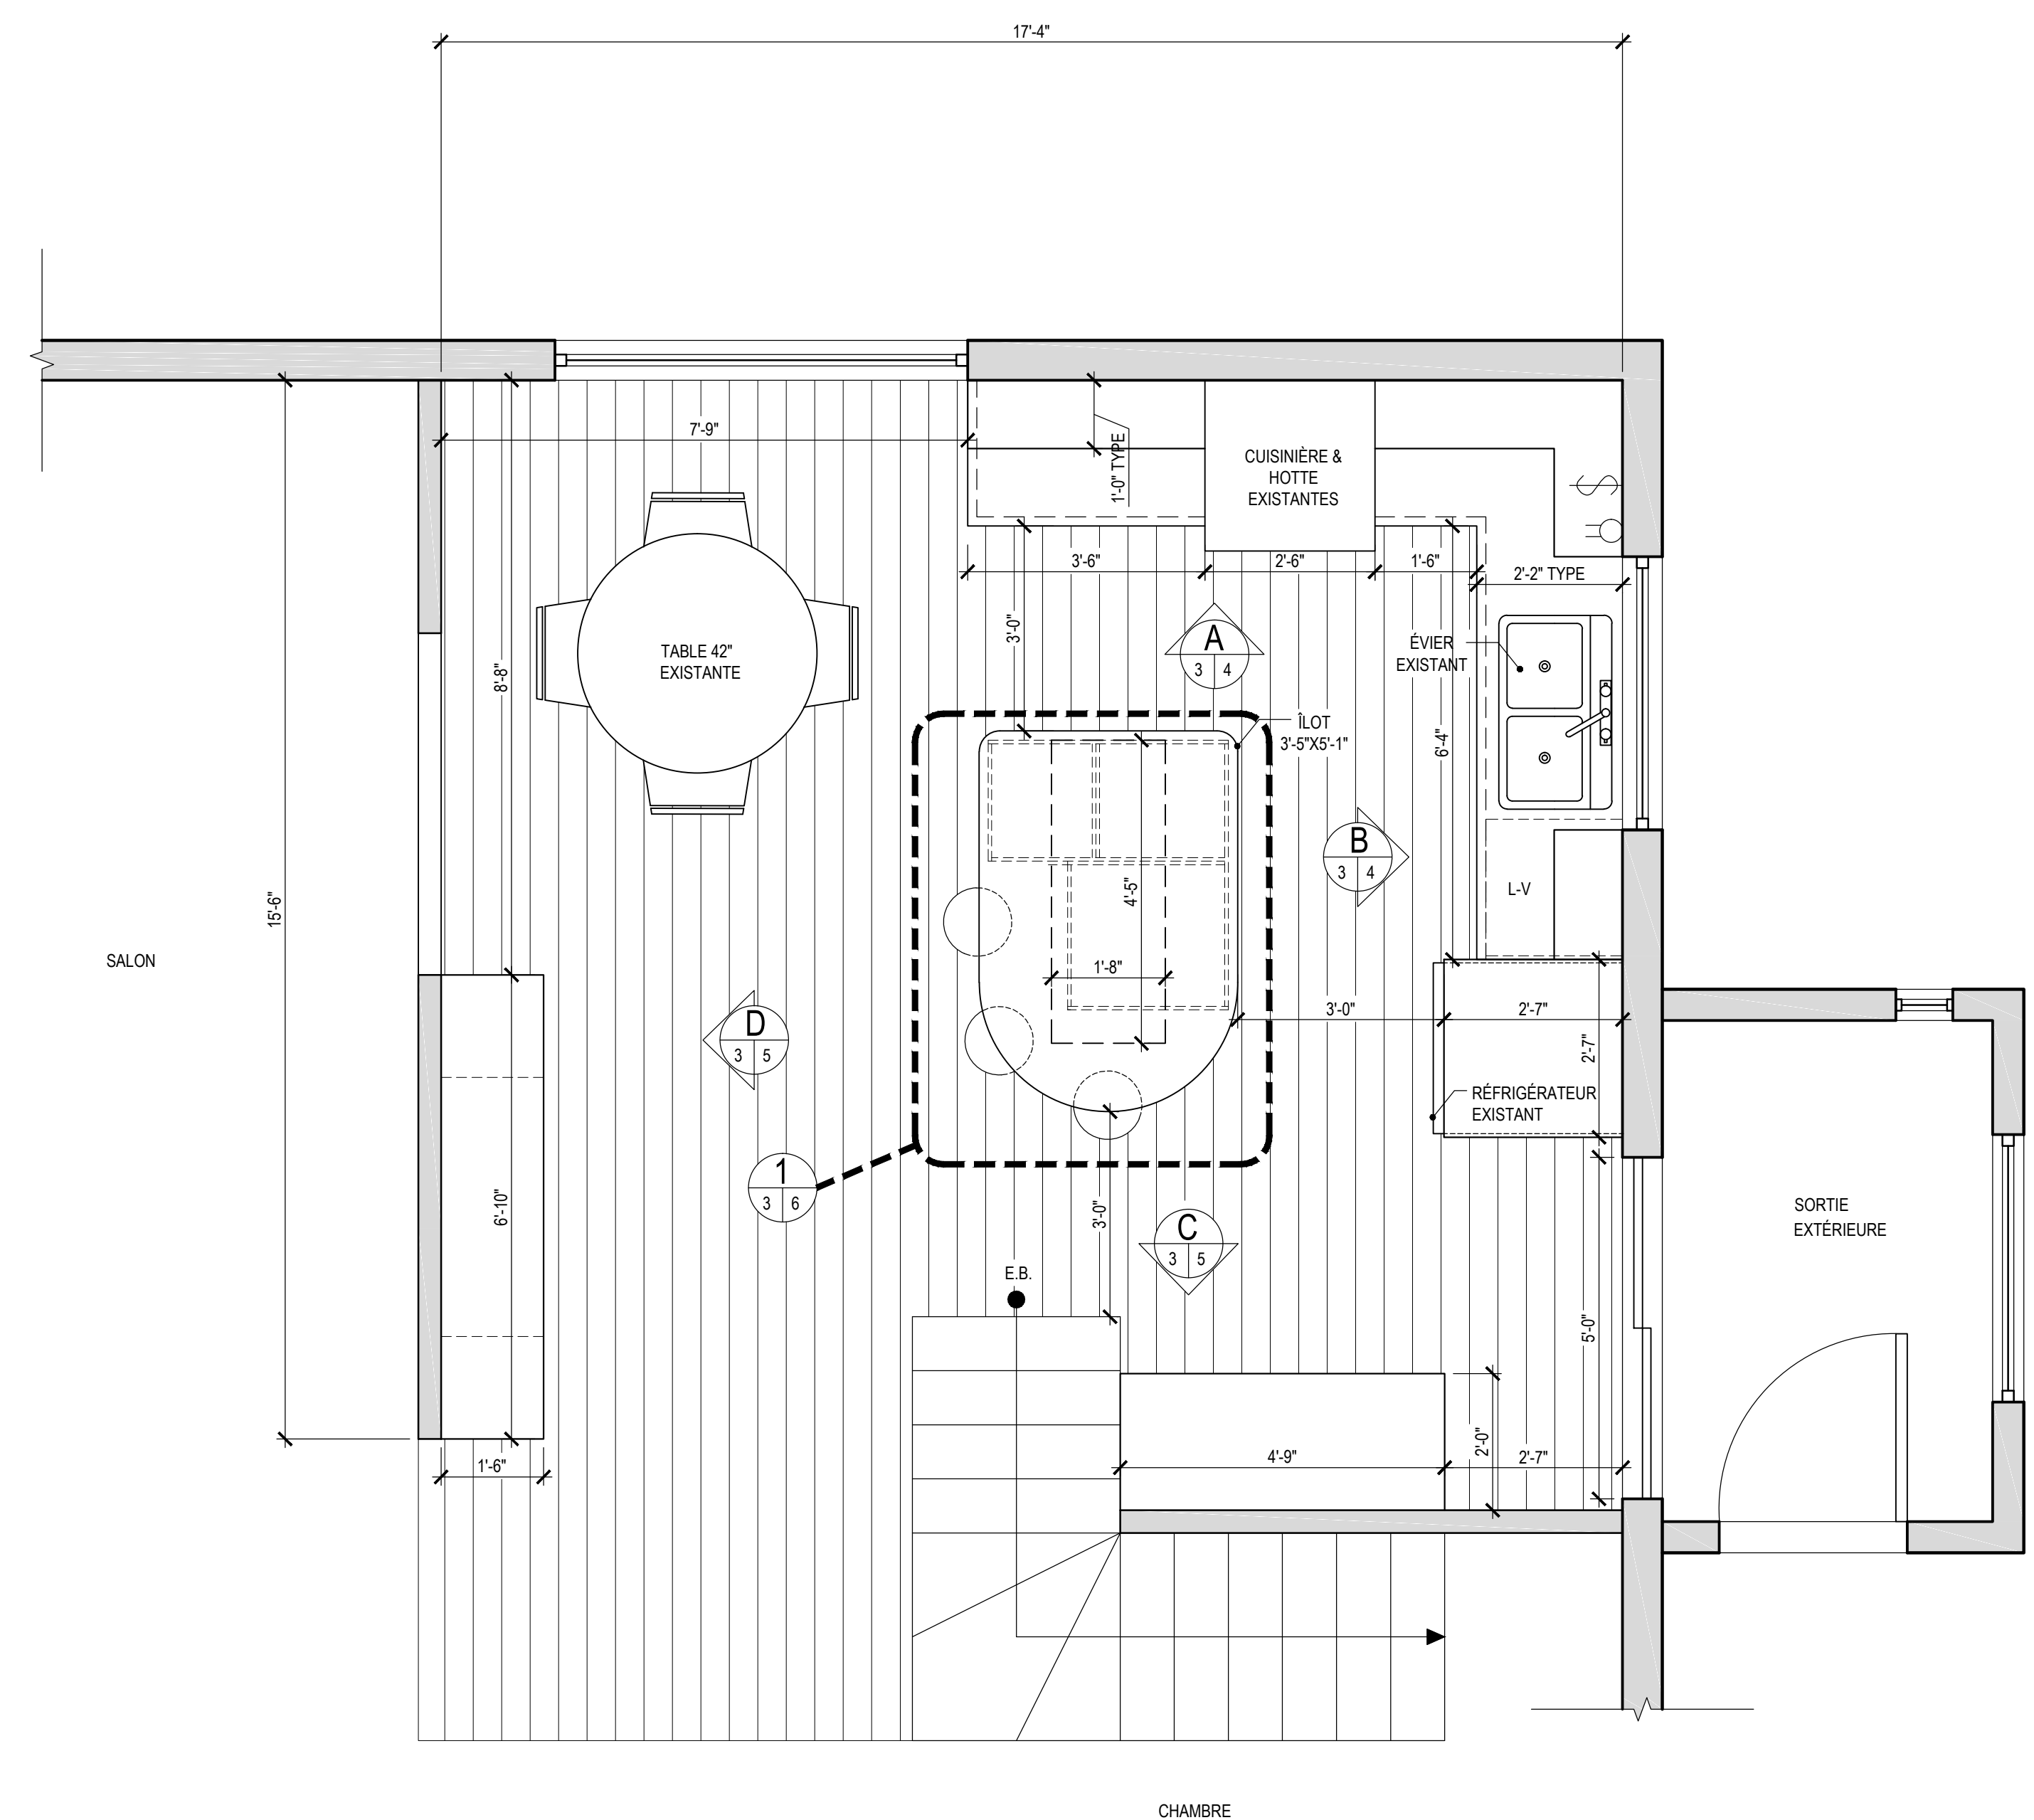 17'-4"
7'-9"
1'-0" TYPE
CUISINIÈRE &
HOTTE
EXISTANTES
3'-6"
2'-6"
1'-6"
2'-2" TYPE
3'-0"
8'-8"
TABLE 42"
EXISTANTE
A
3 4
ÉVIER
EXISTANT
ÎLOT
3'-5"X5'-1"
6'-4"
B
3 4
L-V
4'-5"
15'-6"
SALON
1'-8"
3'-0"
2'-7"
2'-7"
D
3 5
RÉFRIGÉRATEUR
EXISTANT
1
3 6
6'-10"
3'-0"
C
3 5
SORTIE
EXTÉRIEURE
E.B.
5'-0"
1'-6"
4'-9"
2'-0"
2'-7"
CHAMBRE